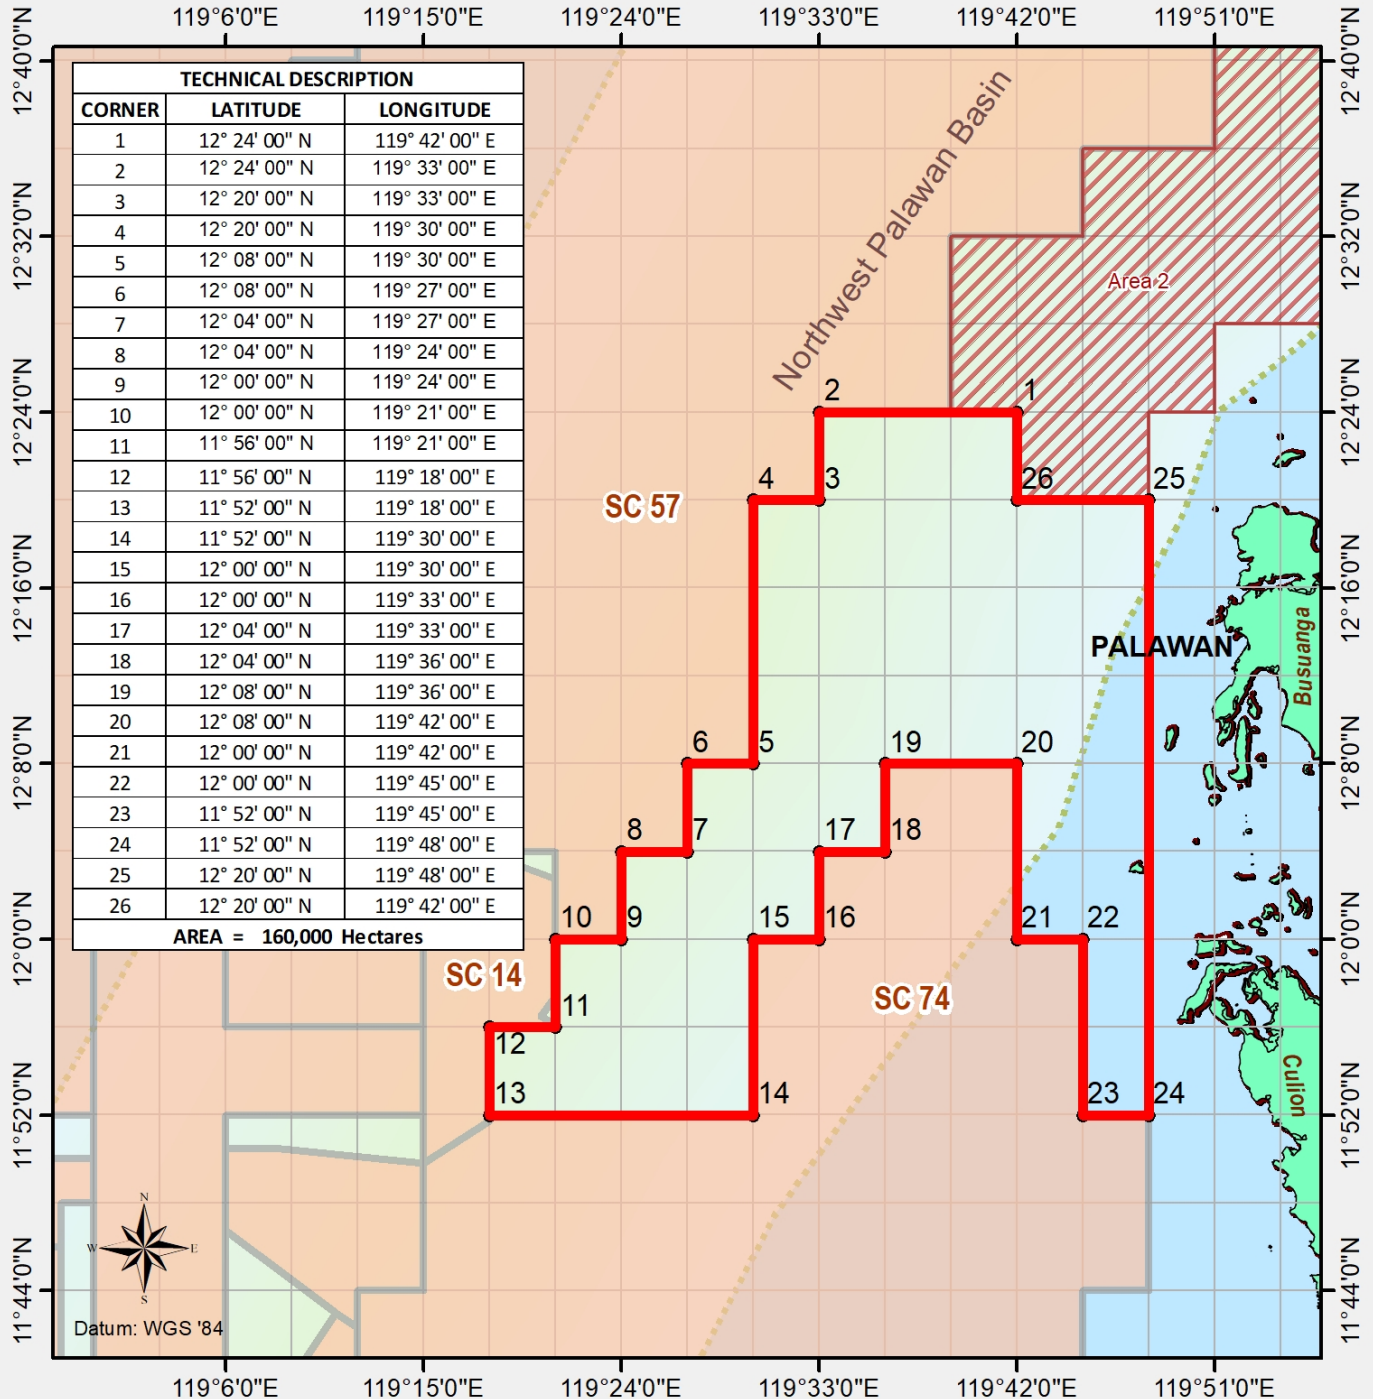 119°6'0"E 119°15'0"E 119°24'0"E 119°33'0"E 119°42'0"E 119°51'0"E
12°40'0"N 12°40'0"N
TECHNICAL DESCRIPTION
CORNER LATITUDE LONGITUDE
1 12° 24' 00" N 119° 42' 00" E
2 12° 24' 00" N 119° 33' 00" E
3 12° 20' 00" N 119° 33' 00" E
4 12° 20' 00" N 119° 30' 00" E
5 12° 08' 00" N 119° 30' 00" E
6 12° 08' 00" N 119° 27' 00" E
7 12° 04' 00" N 119° 27' 00" E
8 12° 04' 00" N 119° 24' 00" E
9 12° 00' 00" N 119° 24' 00" E
10 12° 00' 00" N 119° 21' 00" E
11 11° 56' 00" N 119° 21' 00" E
12 11° 56' 00" N 119° 18' 00" E
13 11° 52' 00" N 119° 18' 00" E
14 11° 52' 00" N 119° 30' 00" E
15 12° 00' 00" N 119° 30' 00" E
16 12° 00' 00" N 119° 33' 00" E
17 12° 04' 00" N 119° 33' 00" E
18 12° 04' 00" N 119° 36' 00" E
19 12° 08' 00" N 119° 36' 00" E
20 12° 08' 00" N 119° 42' 00" E
21 12° 00' 00" N 119° 42' 00" E
22 12° 00' 00" N 119° 45' 00" E
23 11° 52' 00" N 119° 45' 00" E
24 11° 52' 00" N 119° 48' 00" E
25 12° 20' 00" N 119° 48' 00" E
26 12° 20' 00" N 119° 42' 00" E
AREA = 160,000 Hectares
Northwest Palawan Basin
12°32'0"N 12°32'0"N
Area 2
2 1
12°24'0"N 12°24'0"N
4 3 26 25
SC 57
12°16'0"N 12°16'0"N
PALAWAN
Busuanga
6 5 19 20
12°8'0"N 12°8'0"N
8 7 17 18
10 9 15 16 21 22
12°0'0"N 12°0'0"N
SC 14
SC 74
11
12
Culion
13 14 23 24
11°52'0"N 11°52'0"N
N
W E
S
11°44'0"N 11°44'0"N
Datum: WGS '84
119°6'0"E 119°15'0"E 119°24'0"E 119°33'0"E 119°42'0"E 119°51'0"E